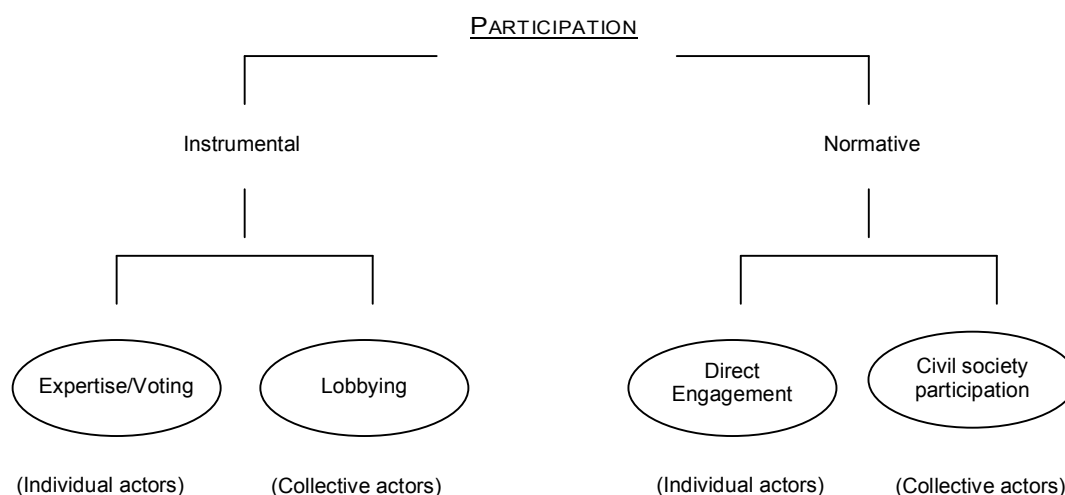 PARTICIPATION
Instrumental
Normative
Expertise/Voting
Lobbying
Direct
Engagement
Civil society
participation
(Individual actors)
(Collective actors)
(Individual actors)
(Collective actors)